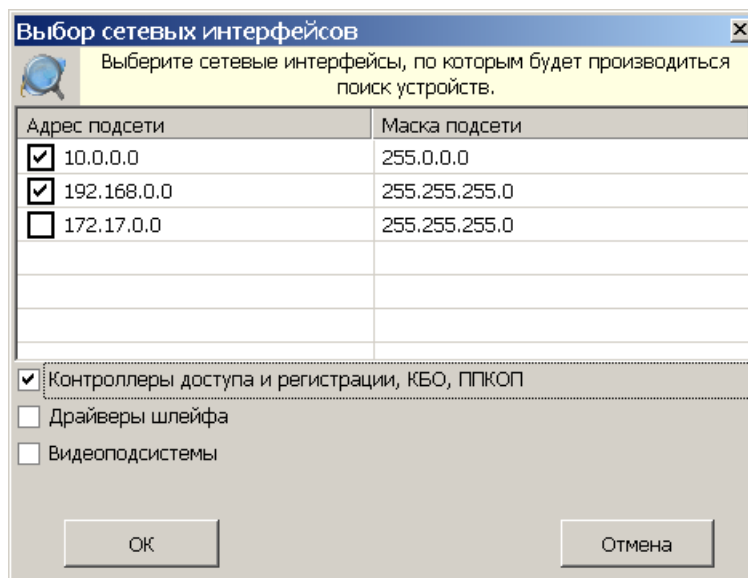 Выбор сетевых интерфейсов
Выберите сетевые интерфейсы, по которым будет производиться
поиск устройств.
Адрес подсети Маска подсети
10.0.0.0 255.0.0.0
192.168.0.0 255.255.255.0
172.17.0.0 255.255.255.0
Контроллеры доступа и регистрации, КБО, ППКОП
Драйверы шлейфа
Видеоподсистемы
ОК Отмена